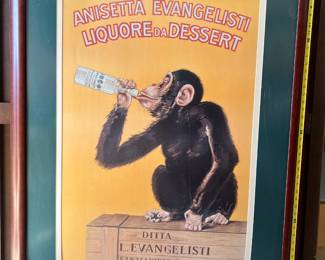 ANISETTA EVANGELISTI
LIQUORE DA DESSERT
DITTA
L. EVANGELISTI